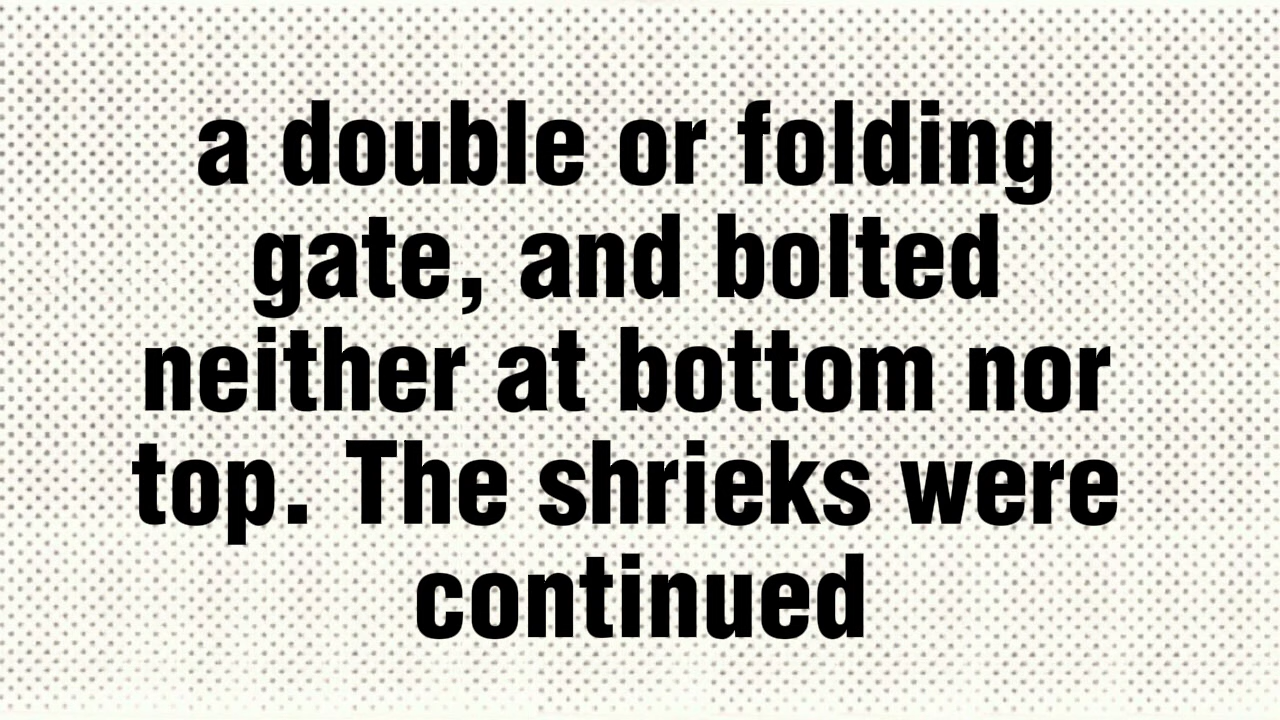 a double or folding
gate, and bolted
neither at bottom nor
top. The shrieks were
continued